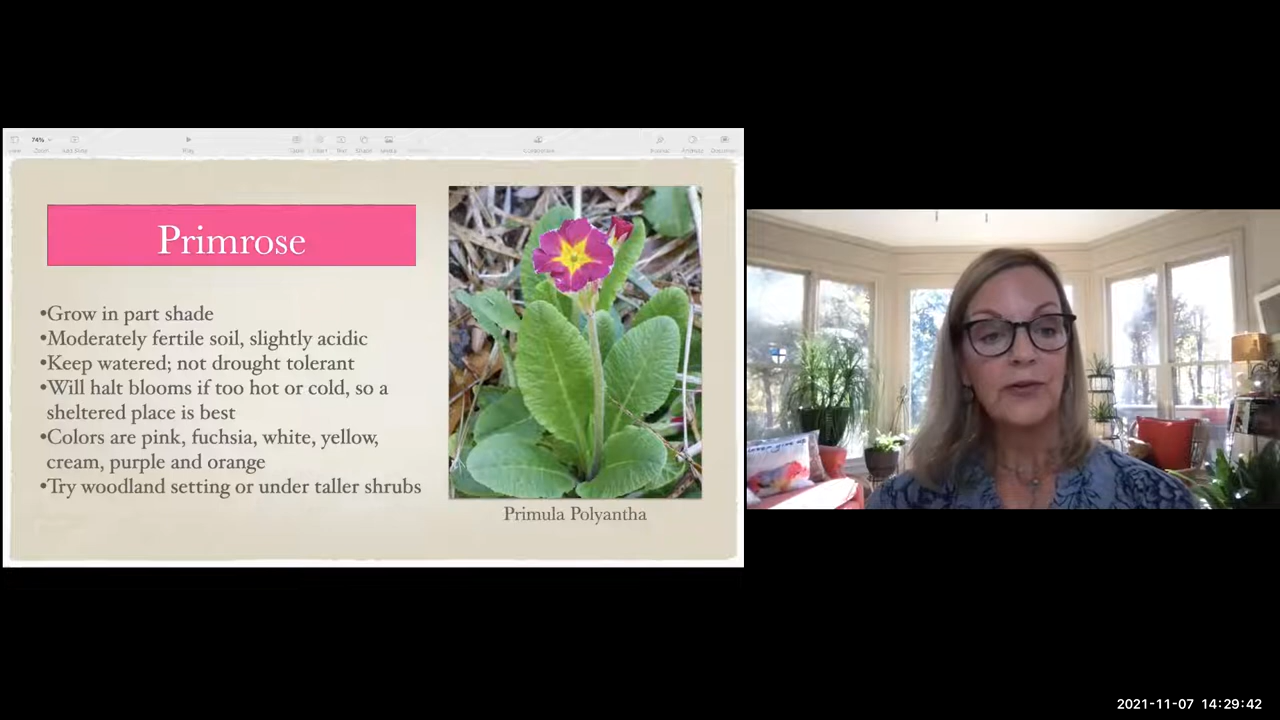 74%
Primrose
•Grow in part shade
•Moderately fertile soil, slightly acidic
•Keep watered; not drought tolerant
•Will halt blooms if too hot or cold, so a
sheltered place is best
•Colors are pink, fuchsia, white, yellow,
cream, purple and orange
•Try woodland setting or under taller shrubs
Primula Polyantha
2021-11-07 14:29:42